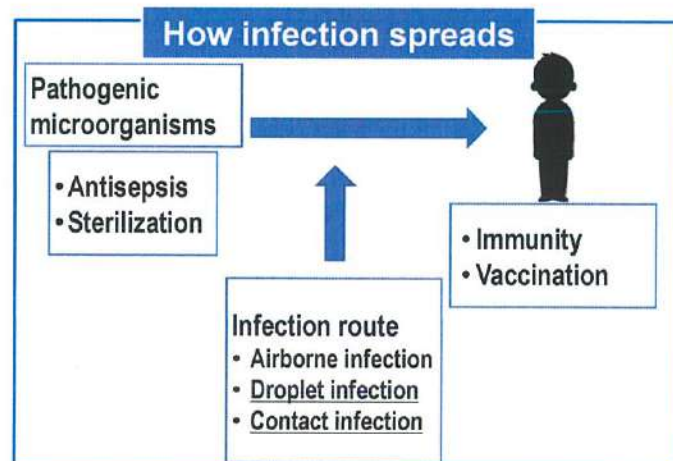 How infection spreads
Pathogenic
microorganisms
• Antisepsis
• Sterilization
• Immunity
• Vaccination
Infection route
• Airborne infection
• Droplet infection
• Contact infection